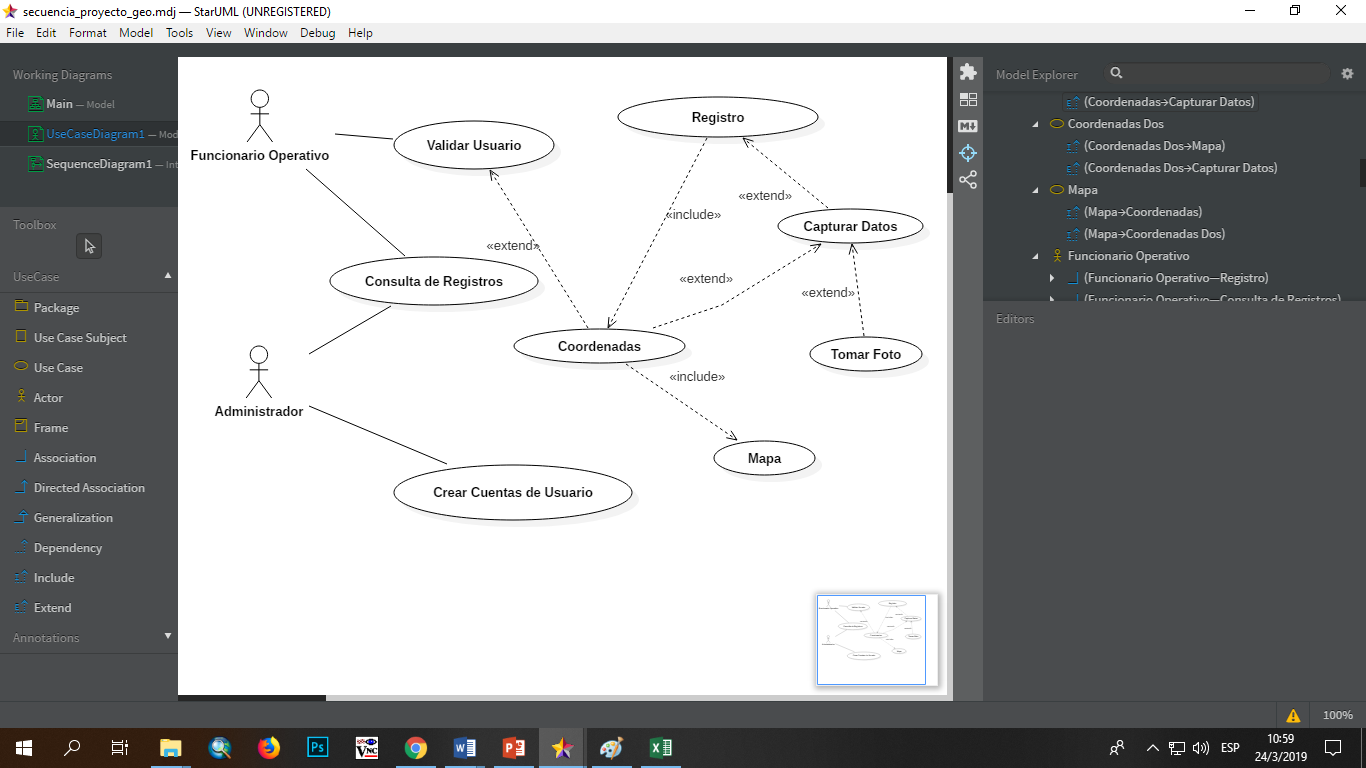 secuencia_proyecto_geo.mdj — StarUML (UNREGISTERED)
File Edit Format Model Tools View Window Debug Help
Working Diagrams
Main — Model
UseCaseDiagram1 — Mod
SequenceDiagram1 — Int
Toolbox
UseCase
Package
Use Case Subject
Use Case
Actor
Frame
Association
Directed Association
Generalization
Dependency
Include
Extend
Annotations
Funcionario Operativo
Validar Usuario
Registro
«extend»
«include»
Capturar Datos
«extend»
Consulta de Registros
«extend»
«extend»
Coordenadas
Tomar Foto
«include»
Administrador
Mapa
Crear Cuentas de Usuario
Model Explorer
(Coordenadas→Capturar Datos)
Coordenadas Dos
(Coordenadas Dos→Mapa)
(Coordenadas Dos→Capturar Datos)
Mapa
(Mapa→Coordenadas)
(Mapa→Coordenadas Dos)
Funcionario Operativo
(Funcionario Operativo—Registro)
(Funcionario Operativo—Consulta de Registros)
Editors
100%
ESP
10:59
24/3/2019